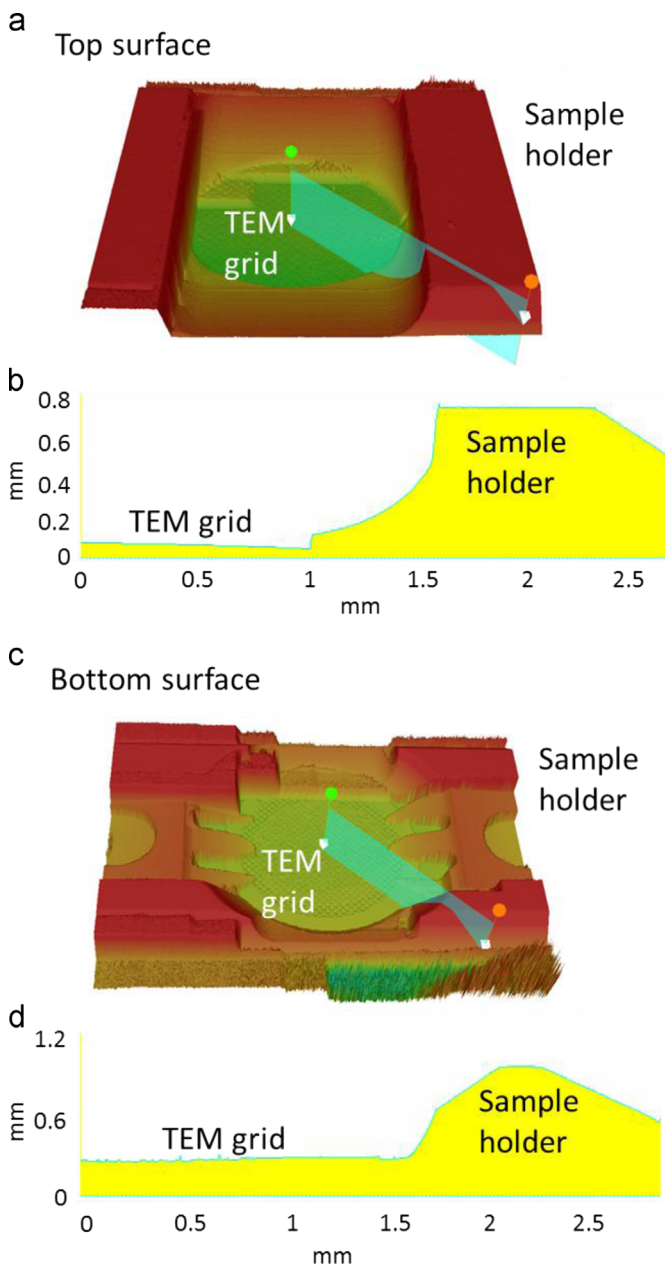 a
Top surface
Sample
holder
TEM
grid
b
0.8
0.6
0.4
0.2
0
mm
Sample
holder
TEM grid
0 0.5 1 1.5 2 2.5
mm
c
Bottom surface
Sample
holder
TEM
grid
d
1.2
0.6
0
mm
Sample
holder
TEM grid
0 0.5 1 1.5 2 2.5
mm